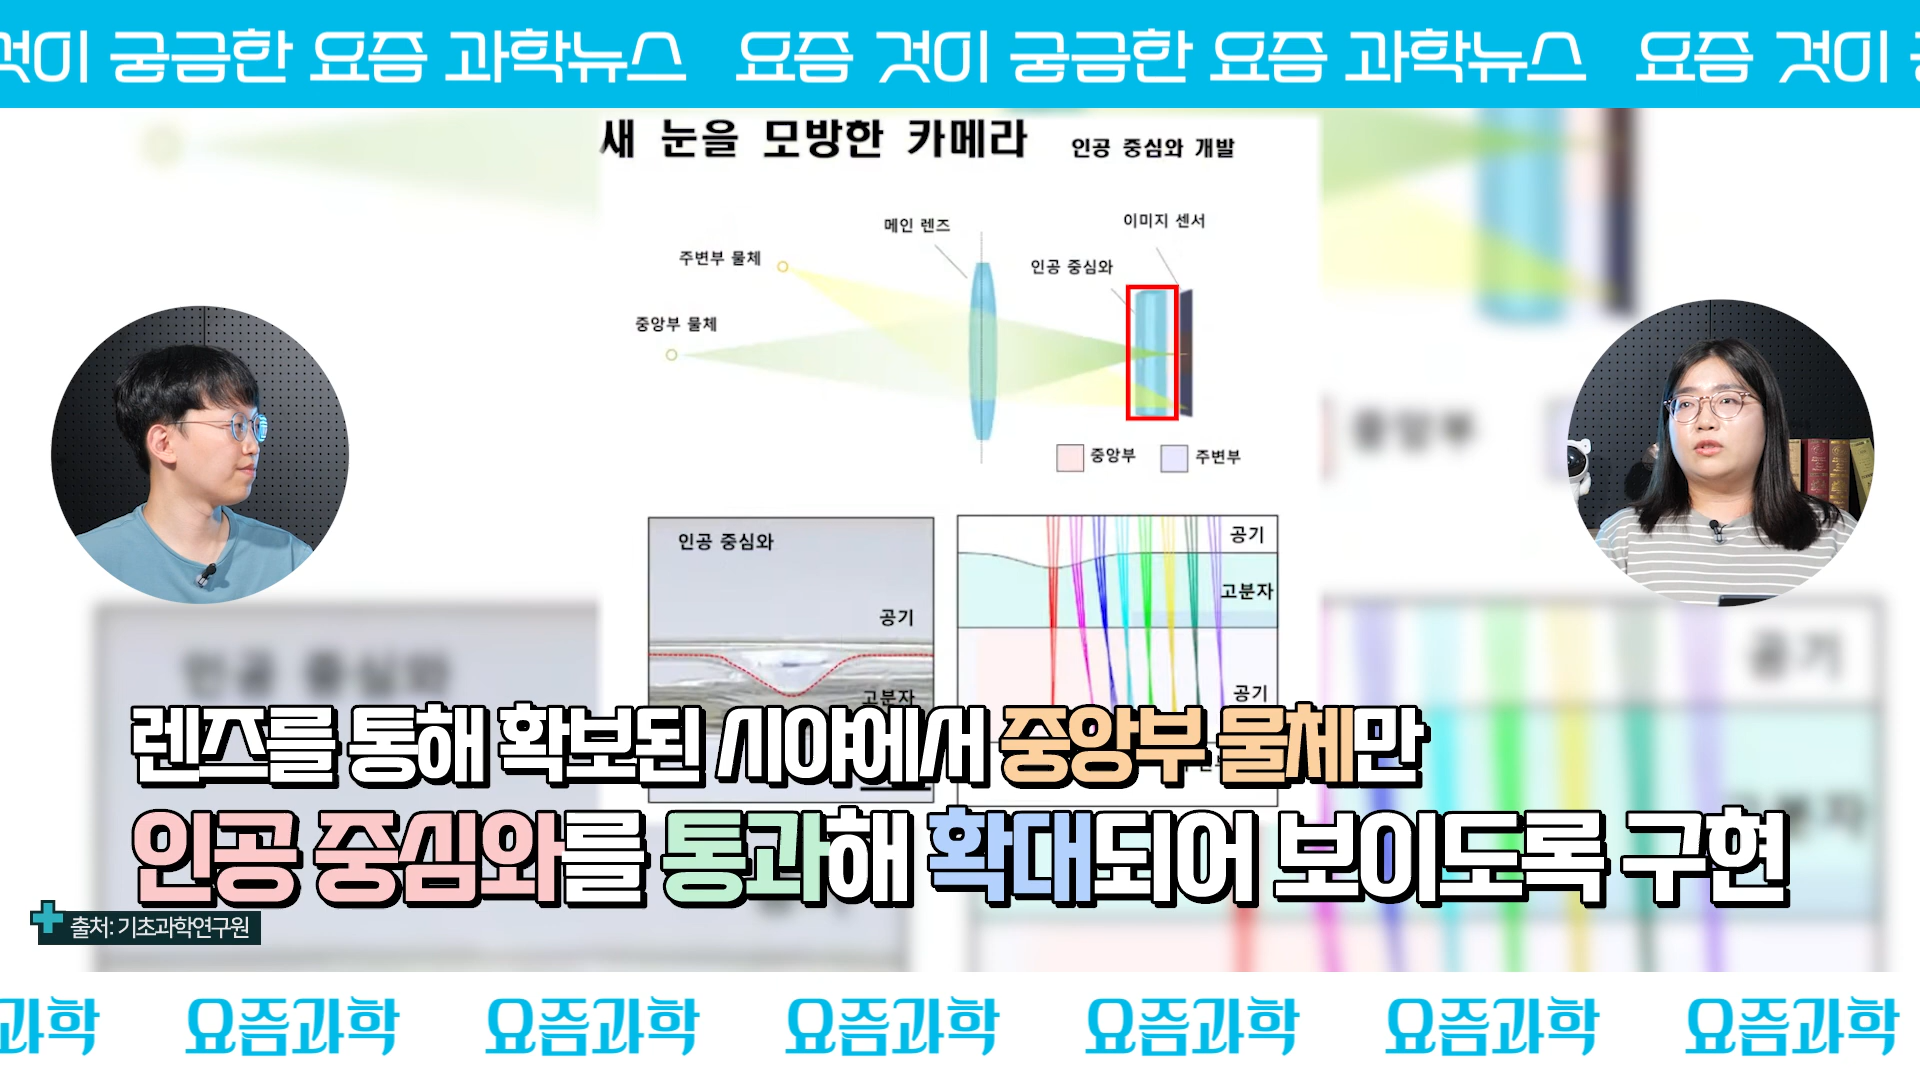 것이 궁금한 요즘 과학뉴스 요즘 것이 궁금한 요즘 과학뉴스 요즘 것이
새 눈을 모방한 카메라 인공 중심와 개발
메인 렌즈
이미지 센서
주변부 물체
인공 중심와
중앙부 물체
중앙부 주변부
인공 중심와
공기
고분자
공기
고분자
공기
렌즈를 통해 확보된 시야에서 중앙부 물체만
인공 중심와를 통과해 확대되어 보이도록 구현
출처: 기초과학연구원
과학 요즘과학 요즘과학 요즘과학 요즘과학 요즘과학 요즘과학